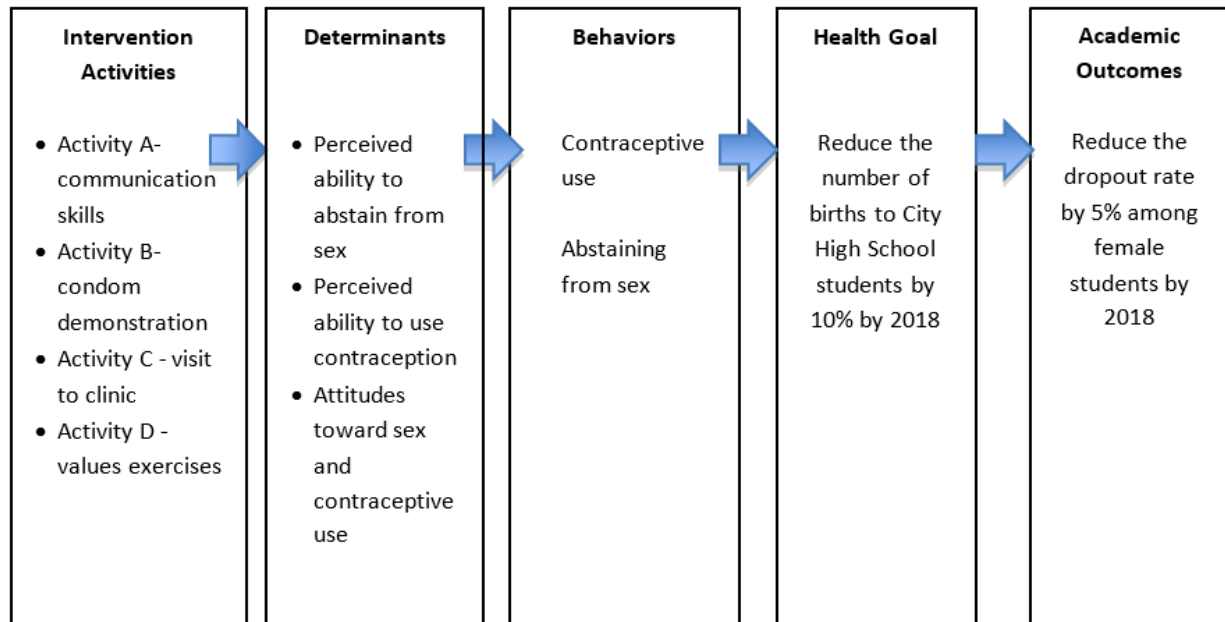 Intervention
Activities
• Activity A-
communication
skills
• Activity B-
condom
demonstration
• Activity C - visit
to clinic
• Activity D -
values exercises
Determinants
• Perceived
ability to
abstain from
sex
• Perceived
ability to use
contraception
• Attitudes
toward sex
and
contraceptive
use
Behaviors
Contraceptive
use
Abstaining
from sex
Health Goal
Reduce the
number of
births to City
High School
students by
10% by 2018
Academic
Outcomes
Reduce the
dropout rate
by 5% among
female
students by
2018